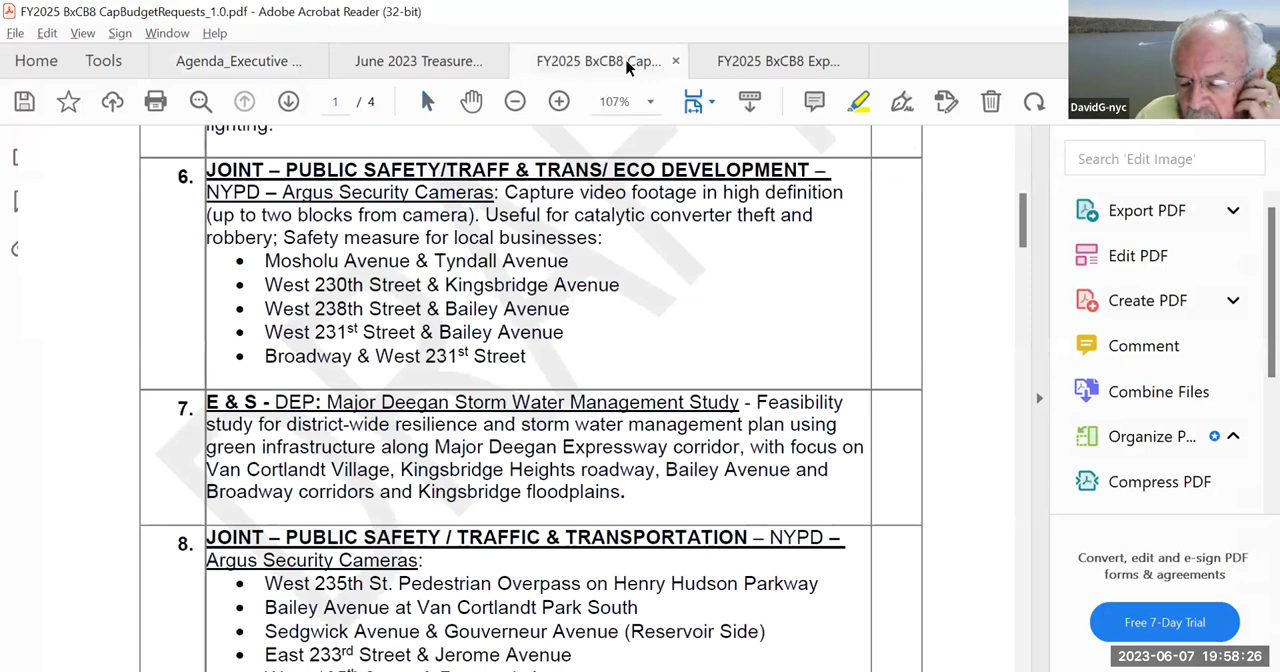 FY2025 BxCB8 CapBudgetRequests_1.0.pdf - Adobe Acrobat Reader (32-bit)
File Edit View Sign Window Help
Home Tools Agenda_Executive ... June 2023 Treasure... FY2025 BxCB8 Cap... × FY2025 BxCB8 Exp...
1 / 4 107%
DavidG-nyc
lighting.
6. JOINT – PUBLIC SAFETY/TRAFF & TRANS/ ECO DEVELOPMENT –
NYPD – Argus Security Cameras: Capture video footage in high definition
(up to two blocks from camera). Useful for catalytic converter theft and
robbery; Safety measure for local businesses:
• Mosholu Avenue & Tyndall Avenue
• West 230th Street & Kingsbridge Avenue
• West 238th Street & Bailey Avenue
• West 231st Street & Bailey Avenue
• Broadway & West 231st Street
7. E & S - DEP: Major Deegan Storm Water Management Study - Feasibility
study for district-wide resilience and storm water management plan using
green infrastructure along Major Deegan Expressway corridor, with focus on
Van Cortlandt Village, Kingsbridge Heights roadway, Bailey Avenue and
Broadway corridors and Kingsbridge floodplains.
8. JOINT – PUBLIC SAFETY / TRAFFIC & TRANSPORTATION – NYPD –
Argus Security Cameras:
• West 235th St. Pedestrian Overpass on Henry Hudson Parkway
• Bailey Avenue at Van Cortlandt Park South
• Sedgwick Avenue & Gouverneur Avenue (Reservoir Side)
• East 233rd Street & Jerome Avenue
Search 'Edit Image'
Export PDF
Edit PDF
Create PDF
Comment
Combine Files
Organize P...
Compress PDF
Convert, edit and e-sign PDF
forms & agreements
Free 7-Day Trial
2023-06-07 19:58:26